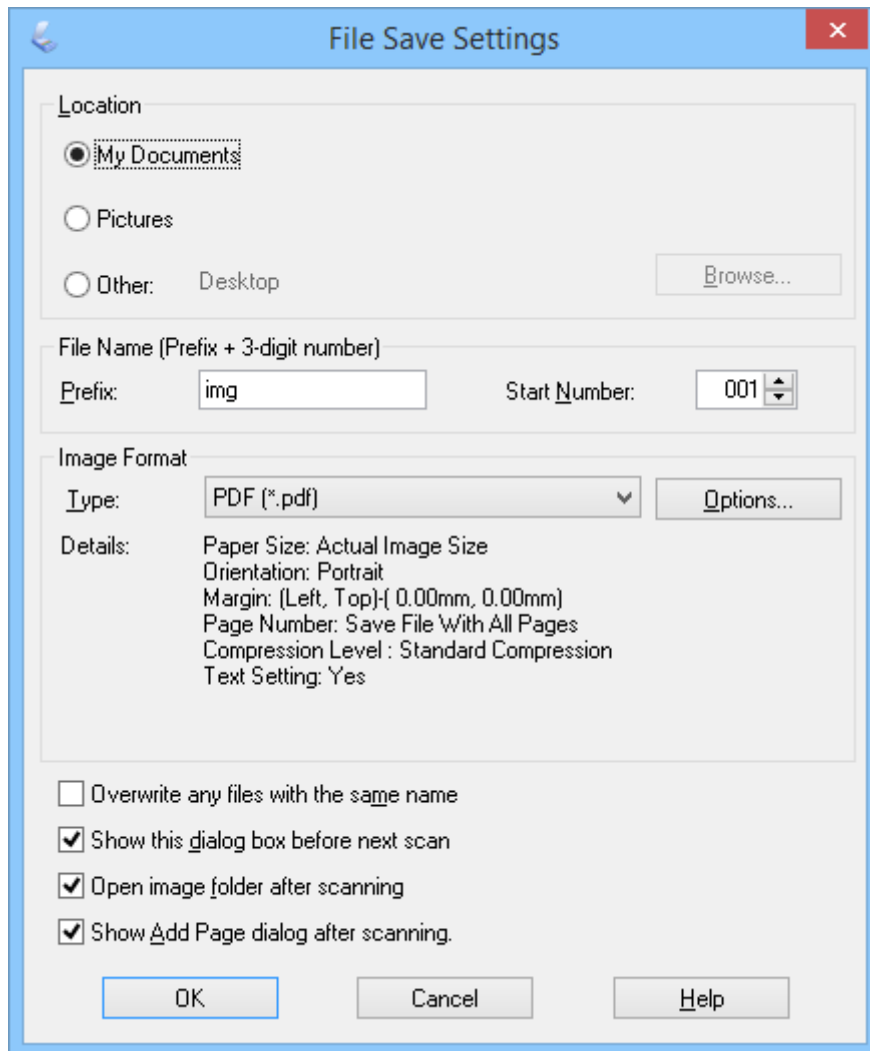 File Save Settings
Location
My Documents
Pictures
Other: Desktop Browse...
File Name (Prefix + 3-digit number)
Prefix: img Start Number: 001
Image Format
Type: PDF (*.pdf) Options...
Details: Paper Size: Actual Image Size
Orientation: Portrait
Margin: (Left, Top)-( 0.00mm, 0.00mm)
Page Number: Save File With All Pages
Compression Level : Standard Compression
Text Setting: Yes
Overwrite any files with the same name
Show this dialog box before next scan
Open image folder after scanning
Show Add Page dialog after scanning.
OK Cancel Help